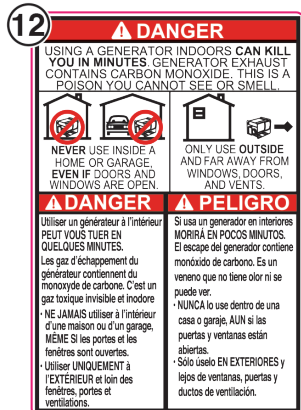 12
DANGER
USING A GENERATOR INDOORS CAN KILL
YOU IN MINUTES. GENERATOR EXHAUST
CONTAINS CARBON MONOXIDE. THIS IS A
POISON YOU CANNOT SEE OR SMELL.
NEVER USE INSIDE A
HOME OR GARAGE,
EVEN IF DOORS AND
WINDOWS ARE OPEN.
ONLY USE OUTSIDE
AND FAR AWAY FROM
WINDOWS, DOORS,
AND VENTS.
DANGER
Utiliser un générateur à l'intérieur
PEUT VOUS TUER EN
QUELQUES MINUTES.
Les gaz d'échappement du
générateur contiennent du
monoxyde de carbone. C'est un
gaz toxique invisible et inodore
· NE JAMAIS utiliser à l'intérieur
d'une maison ou d'un garage,
MÊME SI les portes et les
fenêtres sont ouvertes.
· Utiliser UNIQUEMENT à
l'EXTÉRIEUR et loin des
fenêtres, portes et
ventilations.
PELIGRO
Si usa un generador en interiores
MORIRÁ EN POCOS MINUTOS.
El escape del generador contiene
monóxido de carbono. Es un
veneno que no tiene olor ni se
puede ver.
· NUNCA lo use dentro de una
casa o garaje, AUN si las
puertas y ventanas están
abiertas.
· Sólo úselo EN EXTERIORES y
lejos de ventanas, puertas y
ductos de ventilación.